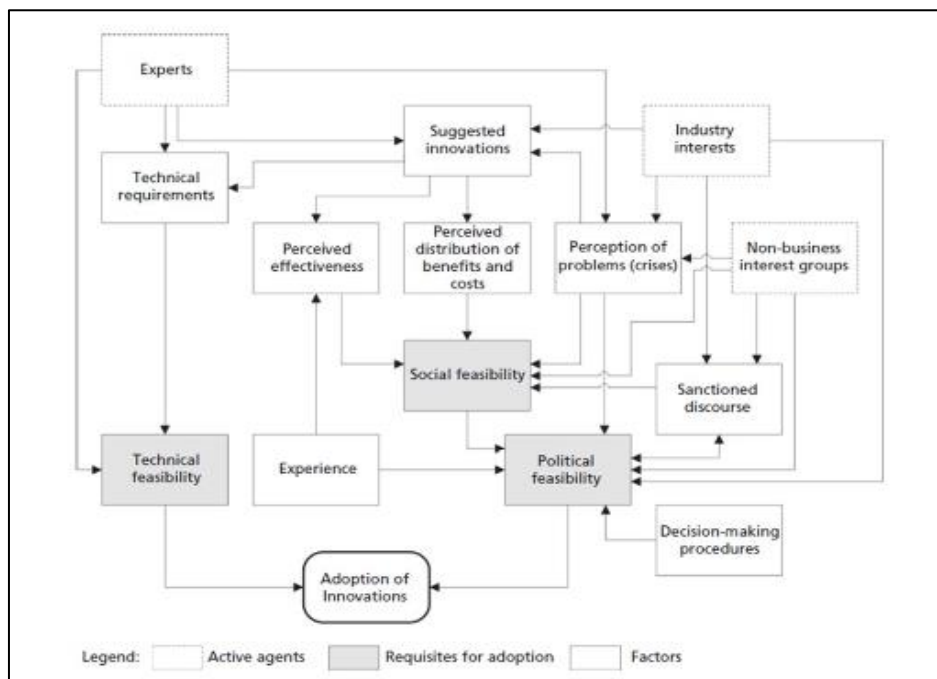 Experts
Suggested
innovations
Industry
interests
Technical
requirements
Perceived
effectiveness
Perceived
distribution of
benefits and
costs
Perception of
problems (crises)
Non-business
interest groups
Social feasibility
Sanctioned
discourse
Technical
feasibility
Experience
Political
feasibility
Decision-making
procedures
Adoption of
Innovations
Legend: Active agents Requisites for adoption Factors